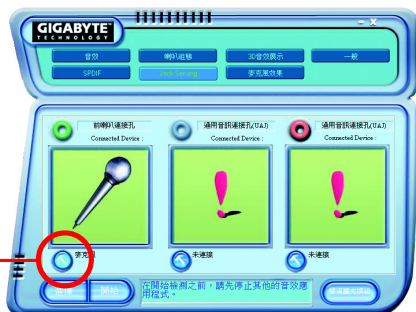 GIGABYTE™
TECHNOLOGY
音效
喇叭組態
3D音效展示
一般
SPDIF
Jack Sensing
麥克風效果
前喇叭連接孔
Connected Device :
通用音訊連接孔(UAJ)
Connected Device :
通用音訊連接孔(UAJ)
Connected Device :
麥克風
未連接
未連接
開始
在開始檢測之前，請先停止其他的音效應
用程式。